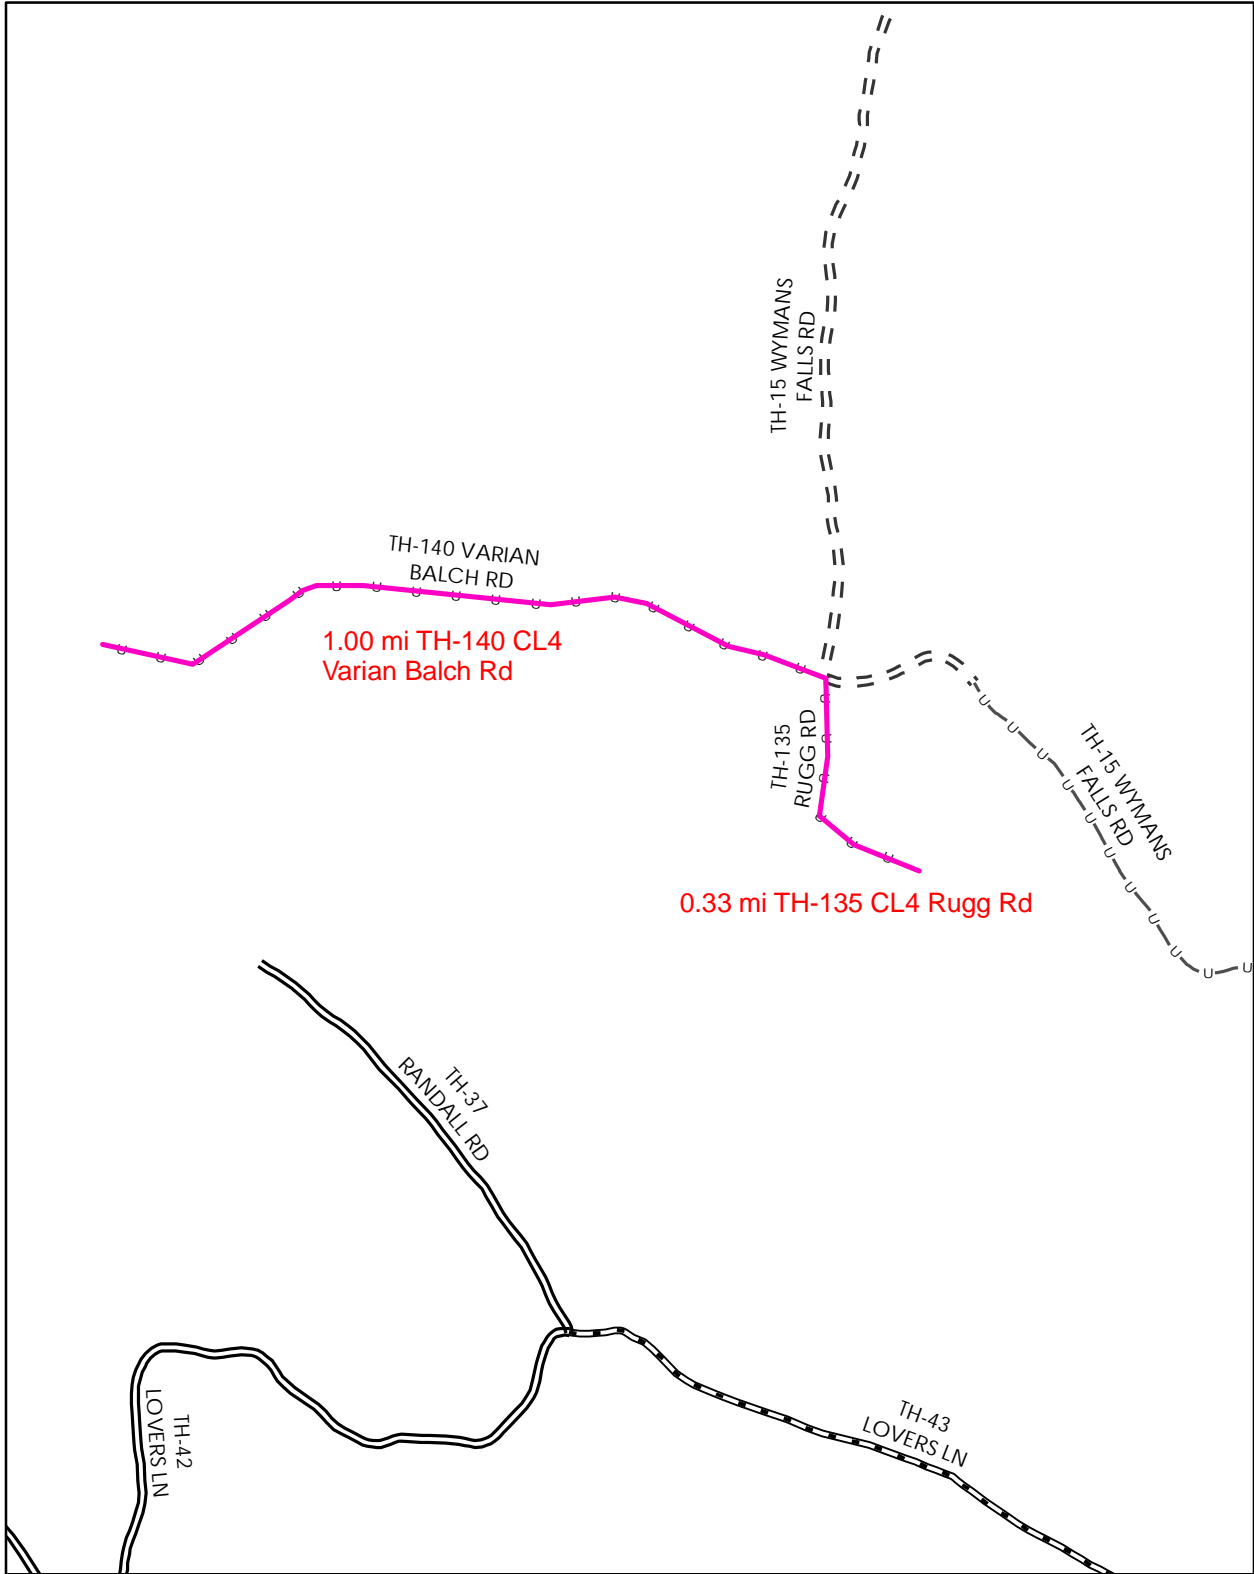 TH-15 WYMANS
FALLS RD
TH-140 VARIAN
BALCH RD
1.00 mi TH-140 CL4
Varian Balch Rd
TH-135
RUGG RD
TH-15 WYMANS
FALLS RD
0.33 mi TH-135 CL4 Rugg Rd
TH-37
RANDALL RD
TH-42
LOVERS LN
TH-43
LOVERS LN